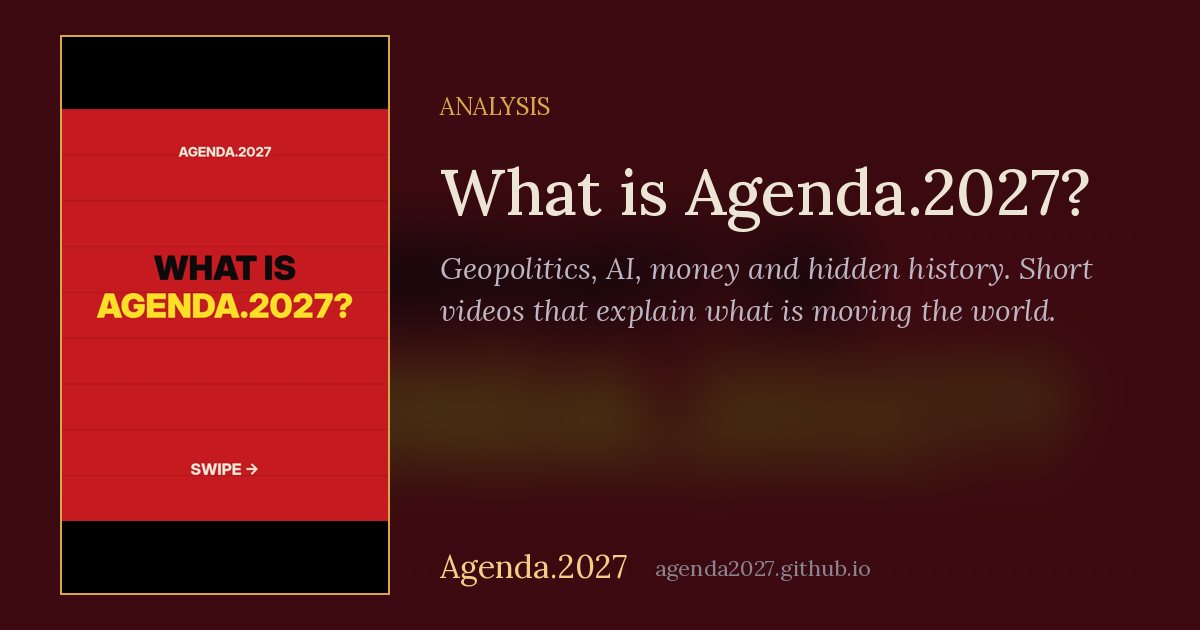 AGENDA.2027
WHAT IS
AGENDA.2027?
SWIPE →
ANALYSIS
What is Agenda.2027?
Geopolitics, AI, money and hidden history. Short
videos that explain what is moving the world.
Agenda.2027 agenda2027.github.io